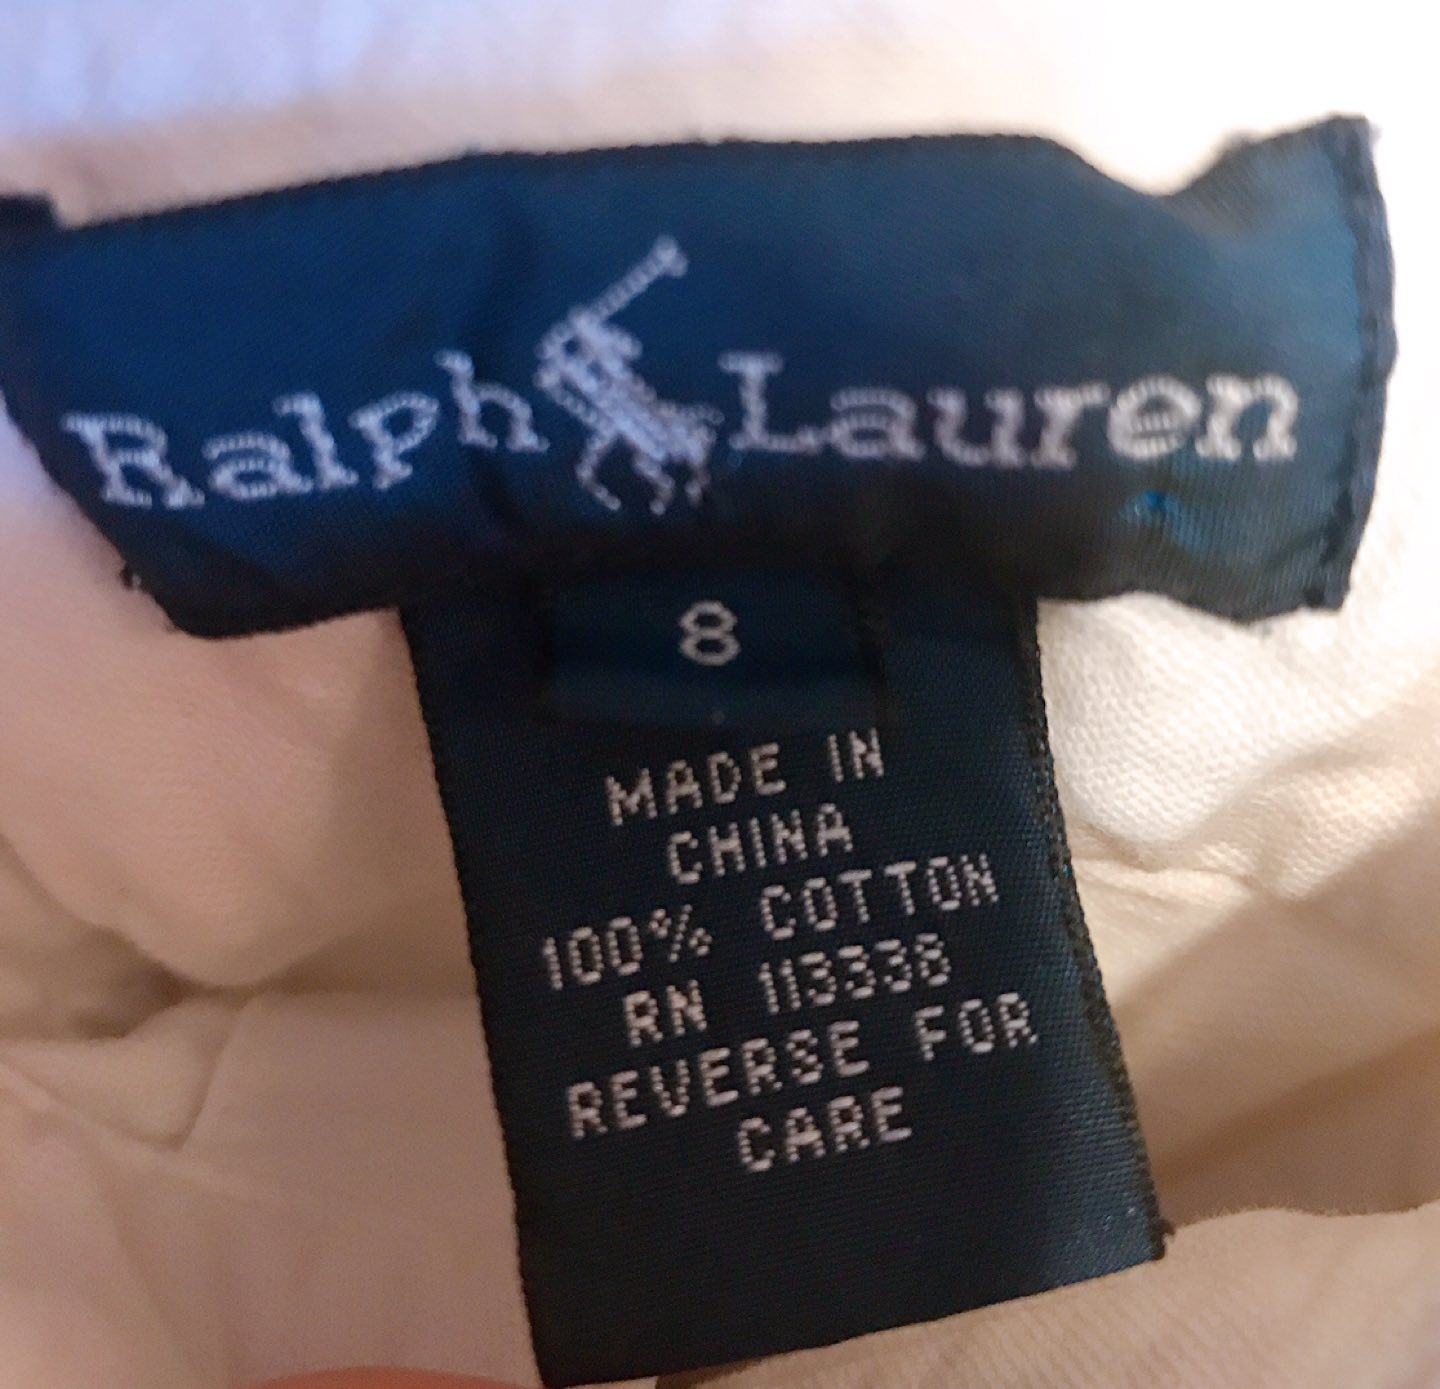 Ralph Lauren
8
MADE IN
CHINA
100% COTTON
RN 113338
REVERSE FOR
CARE